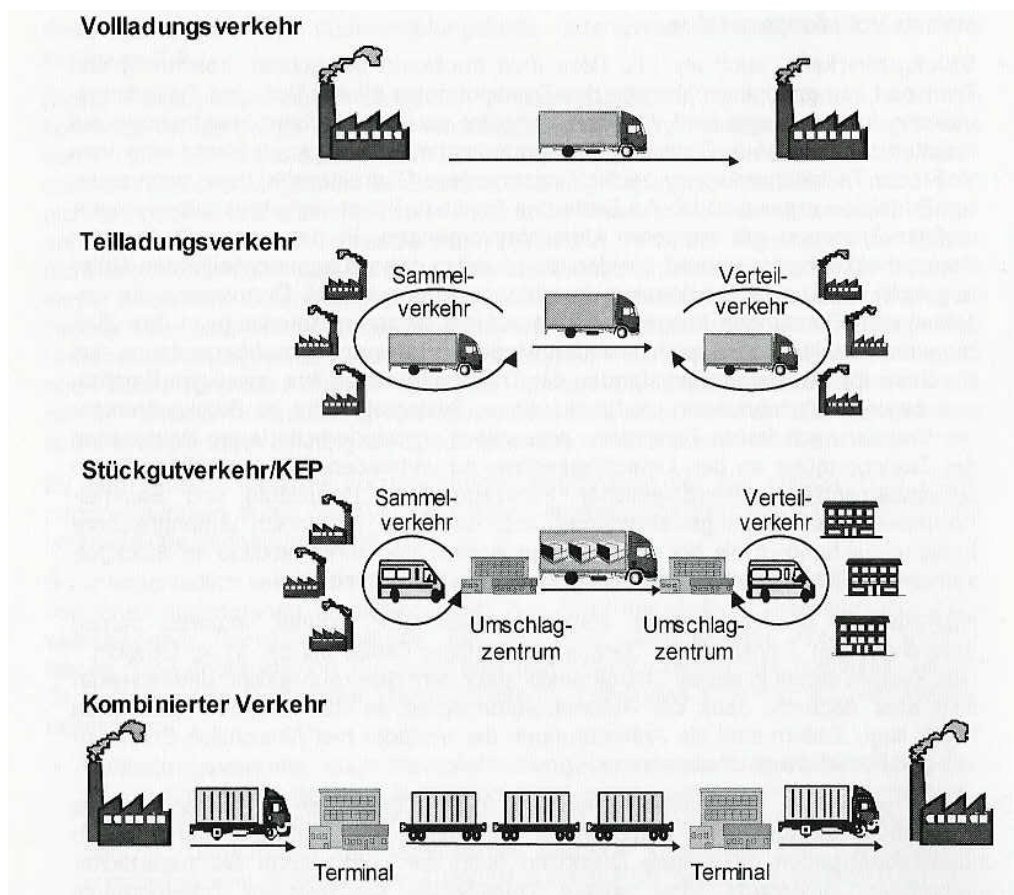 Vollladungsverkehr
Teilladungsverkehr
Sammel-
verkehr
Verteil-
verkehr
Stückgutverkehr/KEP
Sammel-
verkehr
Verteil-
verkehr
Umschlag-
zentrum
Umschlag-
zentrum
Kombinierter Verkehr
Terminal
Terminal